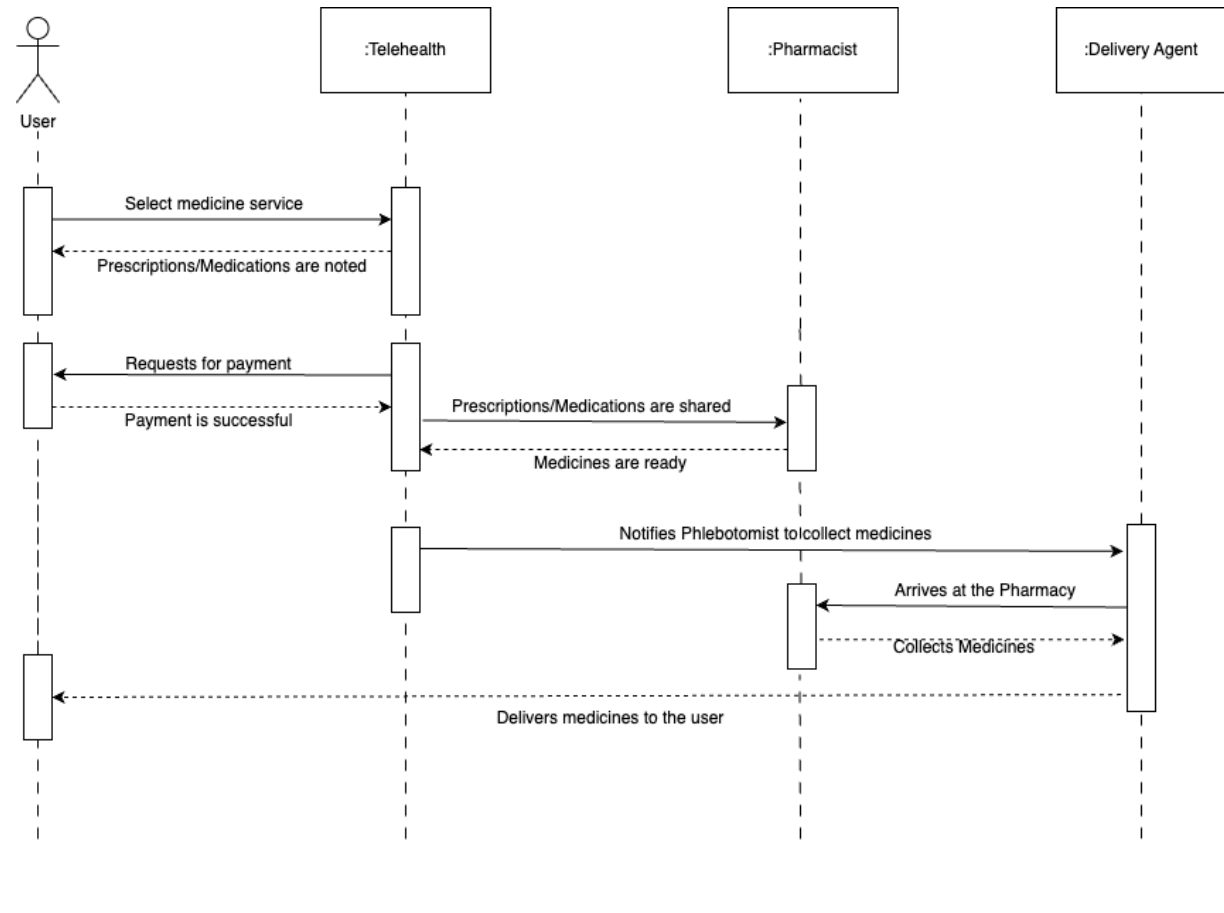 :Telehealth
:Pharmacist
:Delivery Agent
User
Select medicine service
Prescriptions/Medications are noted
Requests for payment
Prescriptions/Medications are shared
Payment is successful
Medicines are ready
Notifies Phlebotomist to collect medicines
Arrives at the Pharmacy
Collects Medicines
Delivers medicines to the user